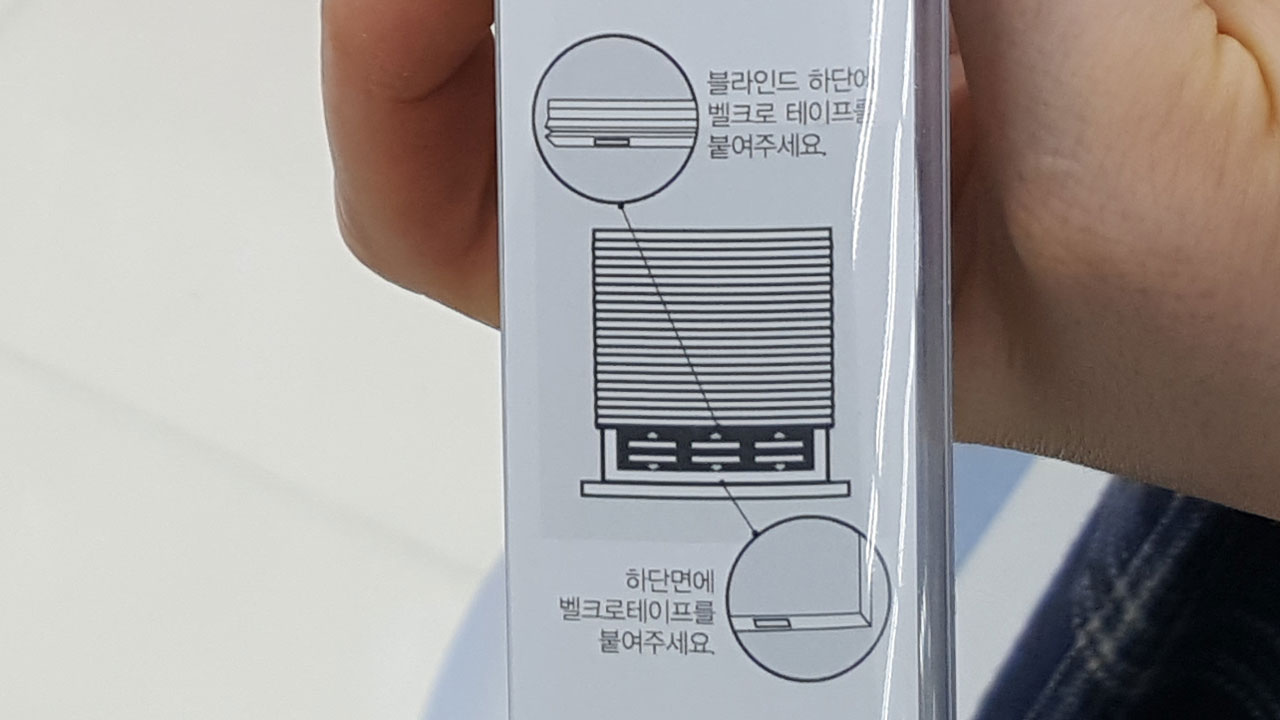 블라인드 하단에
벨크로 테이프를
붙여주세요.
하단면에
벨크로테이프를
붙여주세요.